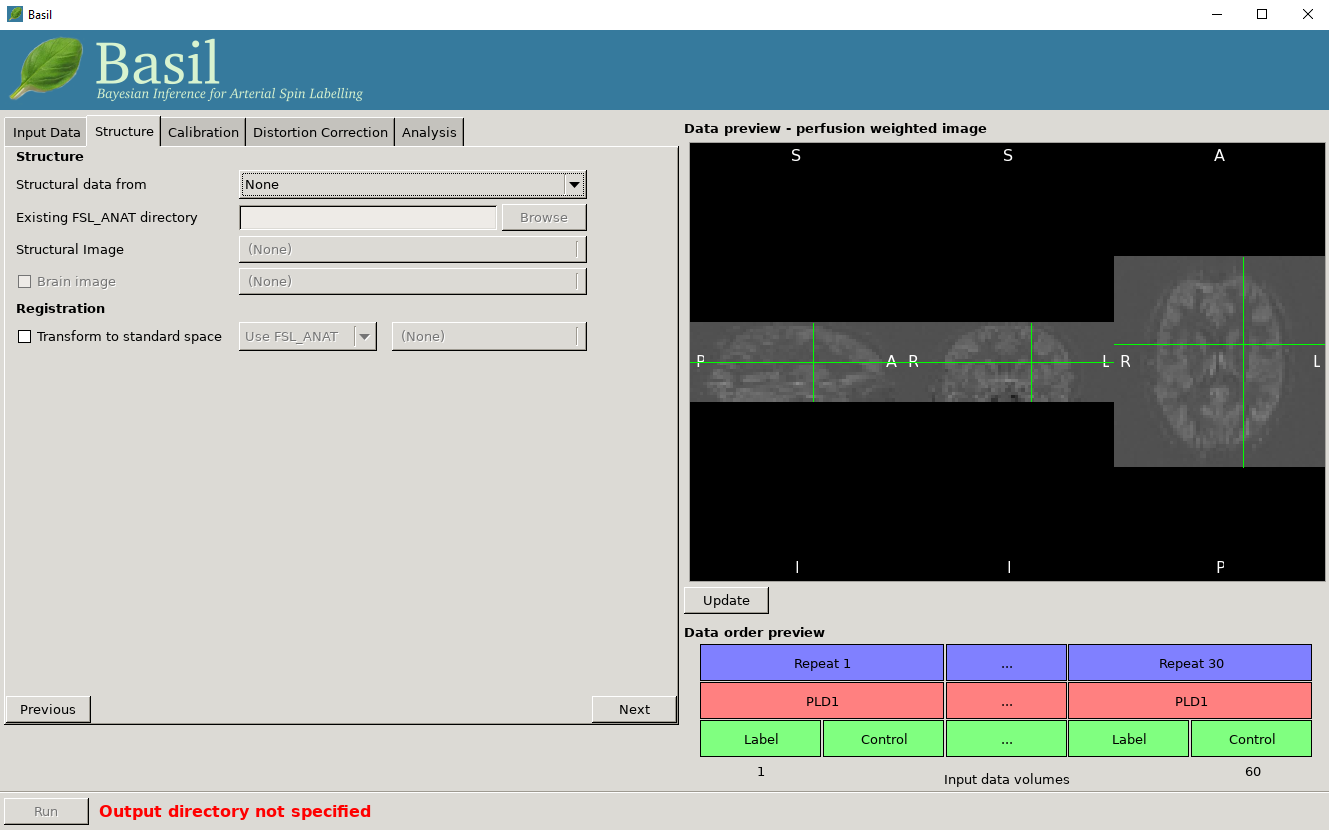 Basil
Basil
Bayesian Inference for Arterial Spin Labelling
Input Data Structure Calibration Distortion Correction Analysis
Structure
Structural data from None
Existing FSL_ANAT directory Browse
Structural Image (None)
Brain image (None)
Registration
Transform to standard space Use FSL_ANAT (None)
Previous Next
Data preview - perfusion weighted image
S S A
P A R L R L
I I P
Update
Data order preview
Repeat 1 ... Repeat 30
PLD1 ... PLD1
Label Control ... Label Control
1 60
Input data volumes
Run Output directory not specified